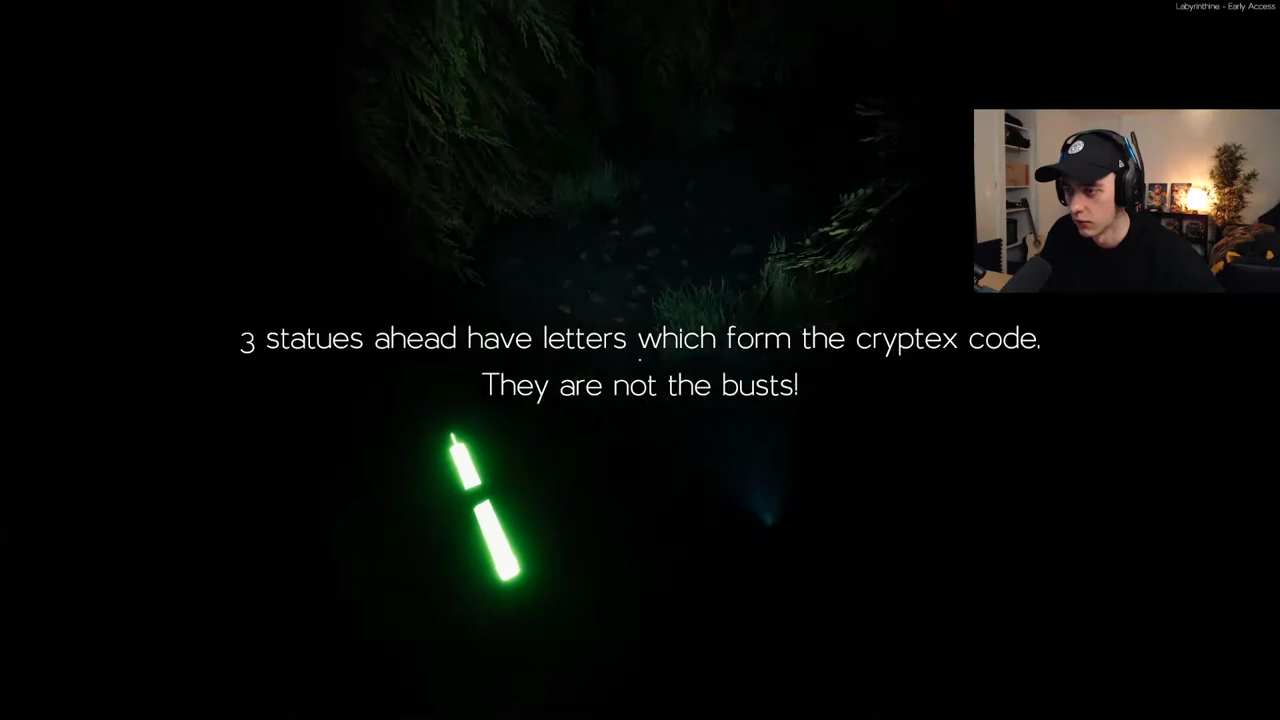 Labyrinthine - Early Access
3 statues ahead have letters which form the cryptex code.
They are not the busts!